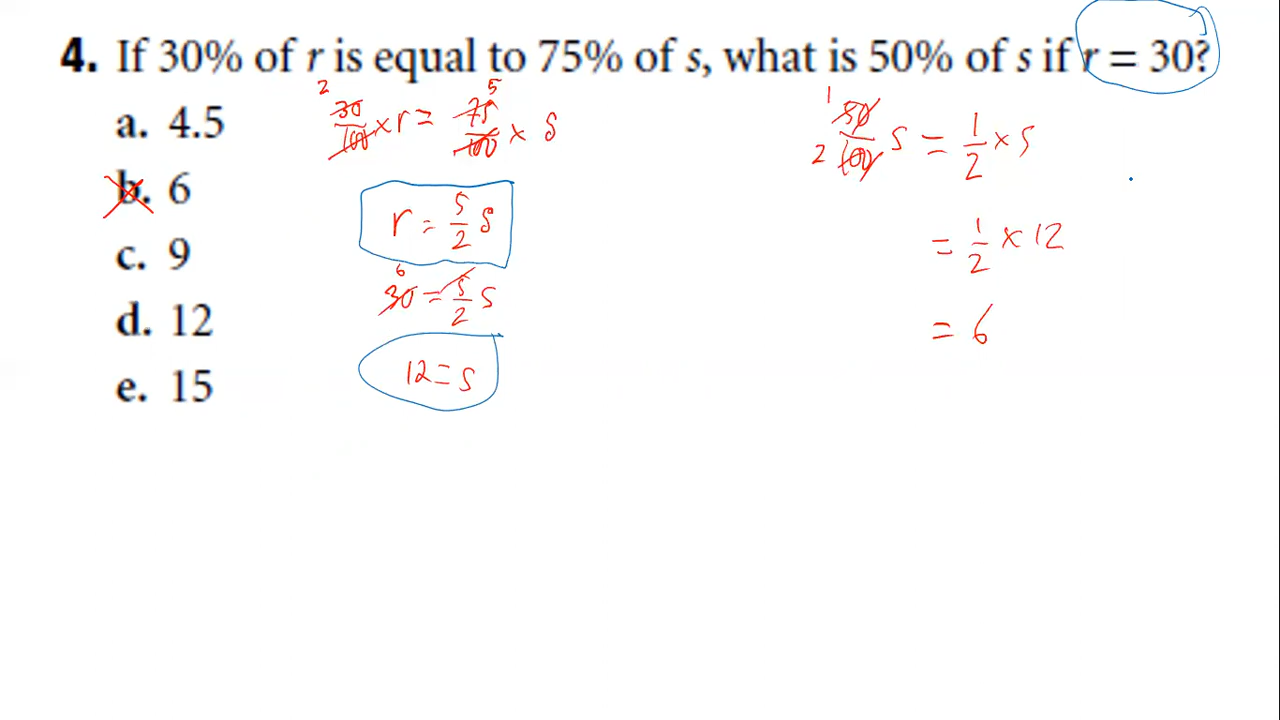 4. If 30% of r is equal to 75% of s, what is 50% of s if r = 30?
a. 4.5
b. 6
c. 9
d. 12
e. 15
2 5
30/100 × r = 75/100 × s
r = 5/2 s
6
30 = 5/2 s
12 = s
1
2 50/100 s = 1/2 × s
= 1/2 × 12
= 6